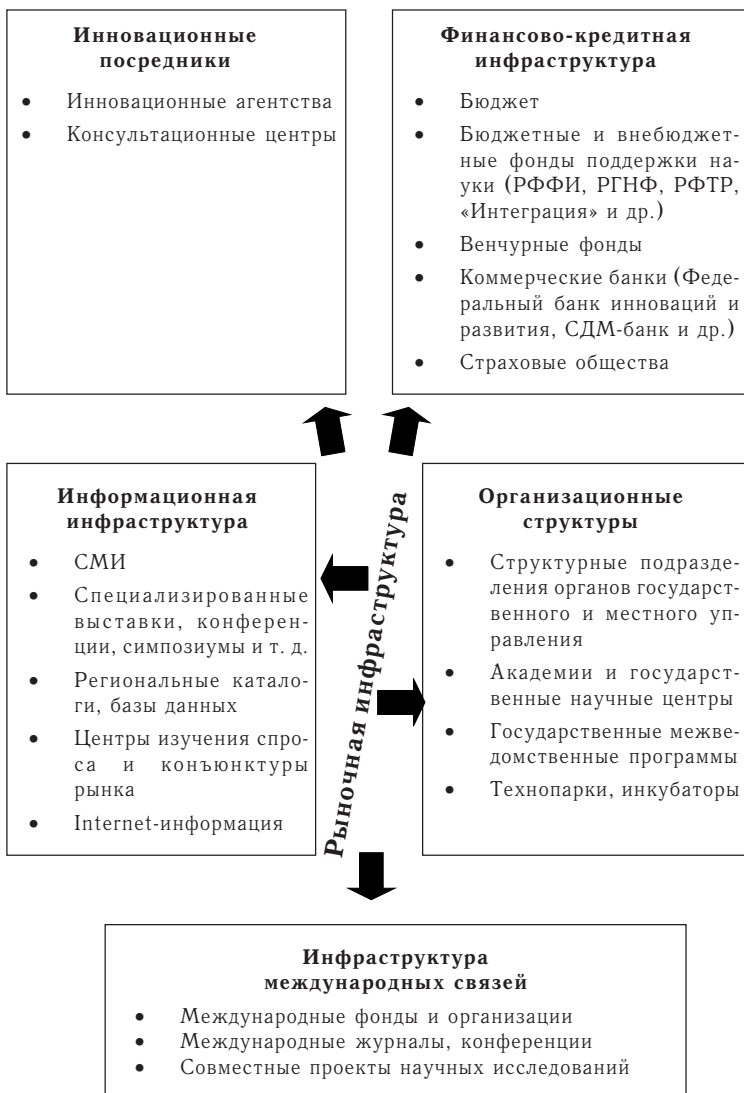 Инновационные
посредники
• Инновационные агентства
• Консультационные центры
Финансово-кредитная
инфраструктура
• Бюджет
• Бюджетные и внебюджет-
ные фонды поддержки на-
уки (РФФИ, РГНФ, РФТР,
«Интеграция» и др.)
• Венчурные фонды
• Коммерческие банки (Феде-
ральный банк инноваций и
развития, СДМ-банк и др.)
• Страховые общества
Информационная
инфраструктура
• СМИ
• Специализированные
выставки, конферен-
ции, симпозиумы и т. д.
• Региональные катало-
ги, базы данных
• Центры изучения спро-
са и конъюнктуры
рынка
• Internet-информация
Рыночная инфраструктура
Организационные
структуры
• Структурные подразде-
ления органов государст-
венного и местного уп-
равления
• Академии и государст-
венные научные центры
• Государственные межве-
домственные программы
• Технопарки, инкубаторы
Инфраструктура
международных связей
• Международные фонды и организации
• Международные журналы, конференции
• Совместные проекты научных исследований